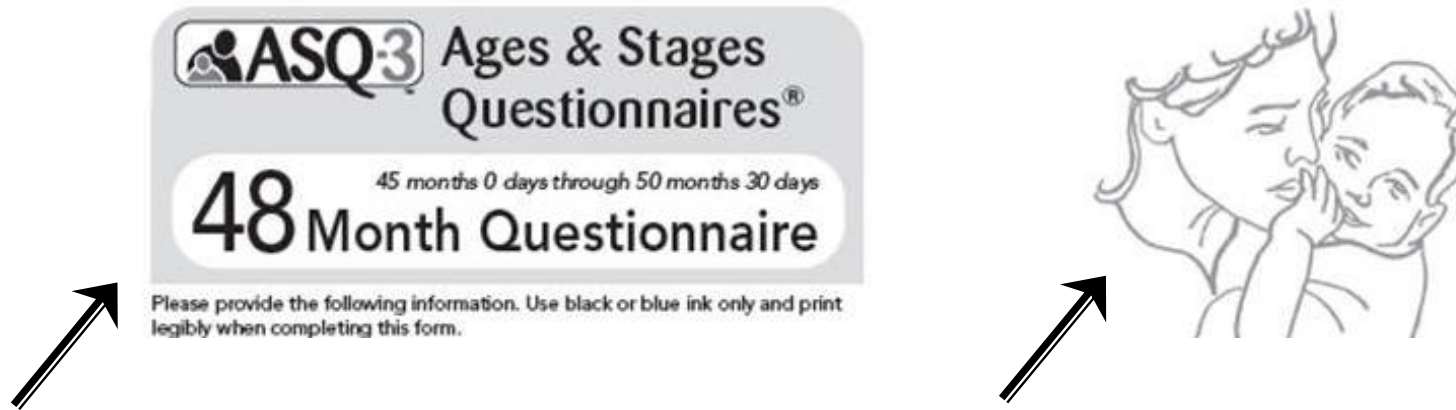 ASQ-3™ Ages & Stages
Questionnaires®
45 months 0 days through 50 months 30 days
48 Month Questionnaire
Please provide the following information. Use black or blue ink only and print
legibly when completing this form.